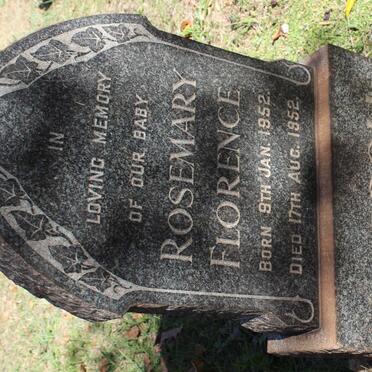 IN
LOVING MEMORY
OF OUR BABY
ROSEMARY
FLORENCE
BORN 9TH JAN. 1952.
DIED 17TH AUG. 1952.